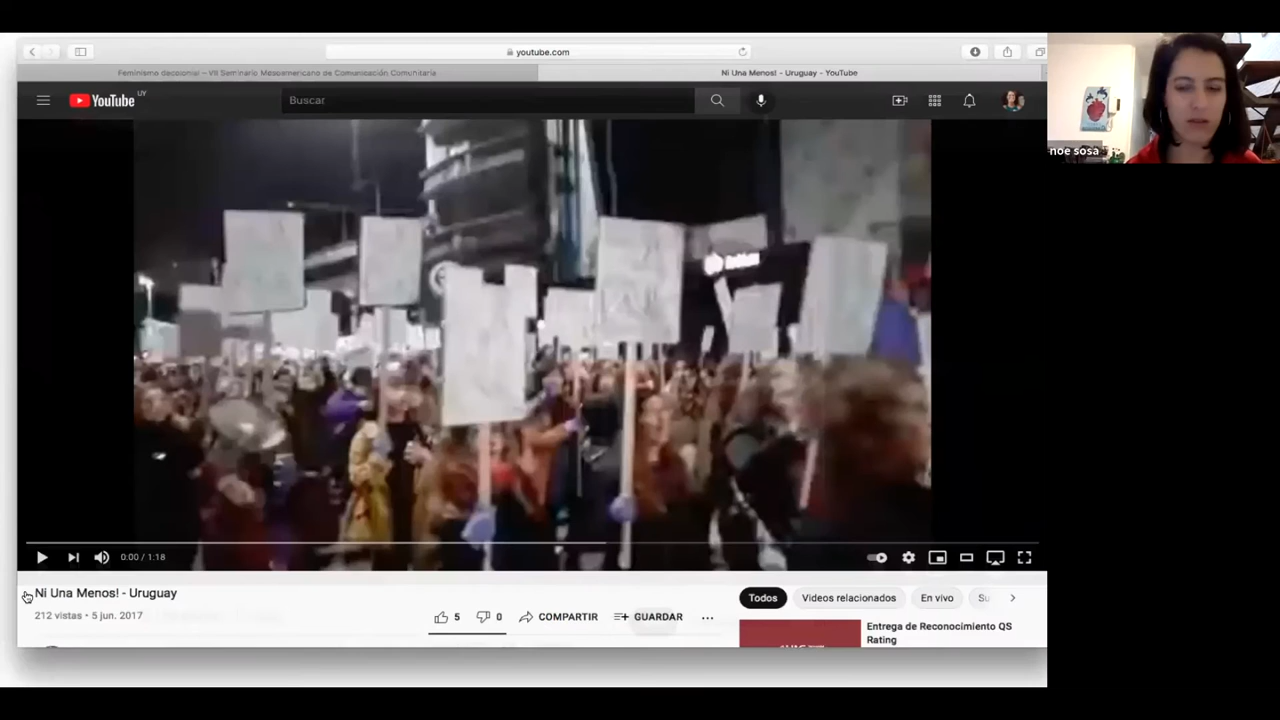 youtube.com
Feminismo decolonial – VII Seminario Mesoamericano de Comunicación Comunitaria
Ni Una Menos! - Uruguay - YouTube
YouTube UY
Buscar
noe sosa
0:00 / 1:18
Ni Una Menos! - Uruguay
212 vistas • 5 jun. 2017
5
0
COMPARTIR
GUARDAR
Todos
Videos relacionados
En vivo
Su
Entrega de Reconocimiento QS
Rating